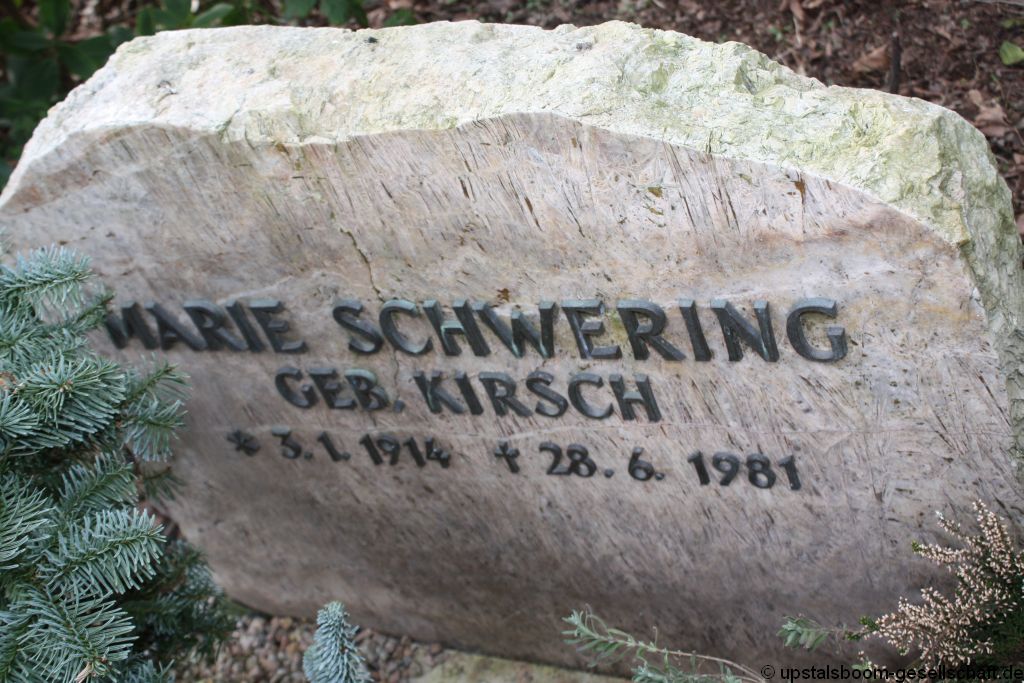 MARIE SCHWERING
GEB. KIRSCH
* 3.1.1914 † 28.6.1981
© upstalsboom-gesellschaft.de